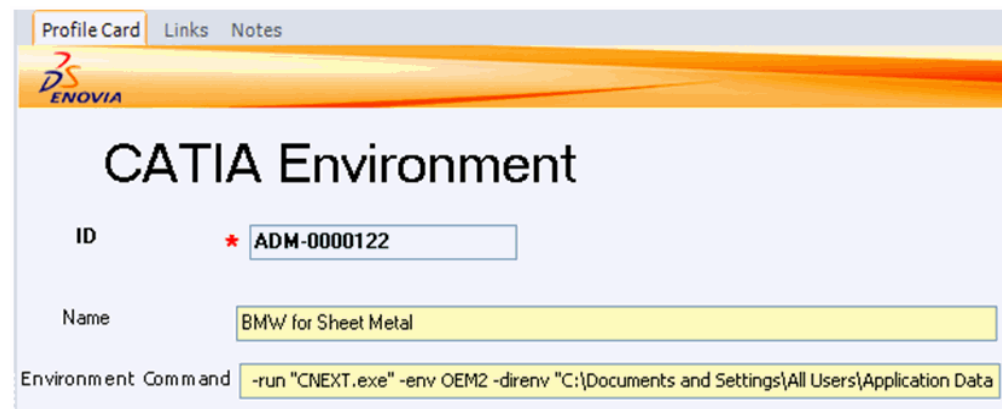 Profile Card Links Notes
DS
ENOVIA
CATIA Environment
ID * ADM-0000122
Name BMW for Sheet Metal
Environment Command -run "CNEXT.exe" -env OEM2 -direnv "C:\Documents and Settings\All Users\Application Data